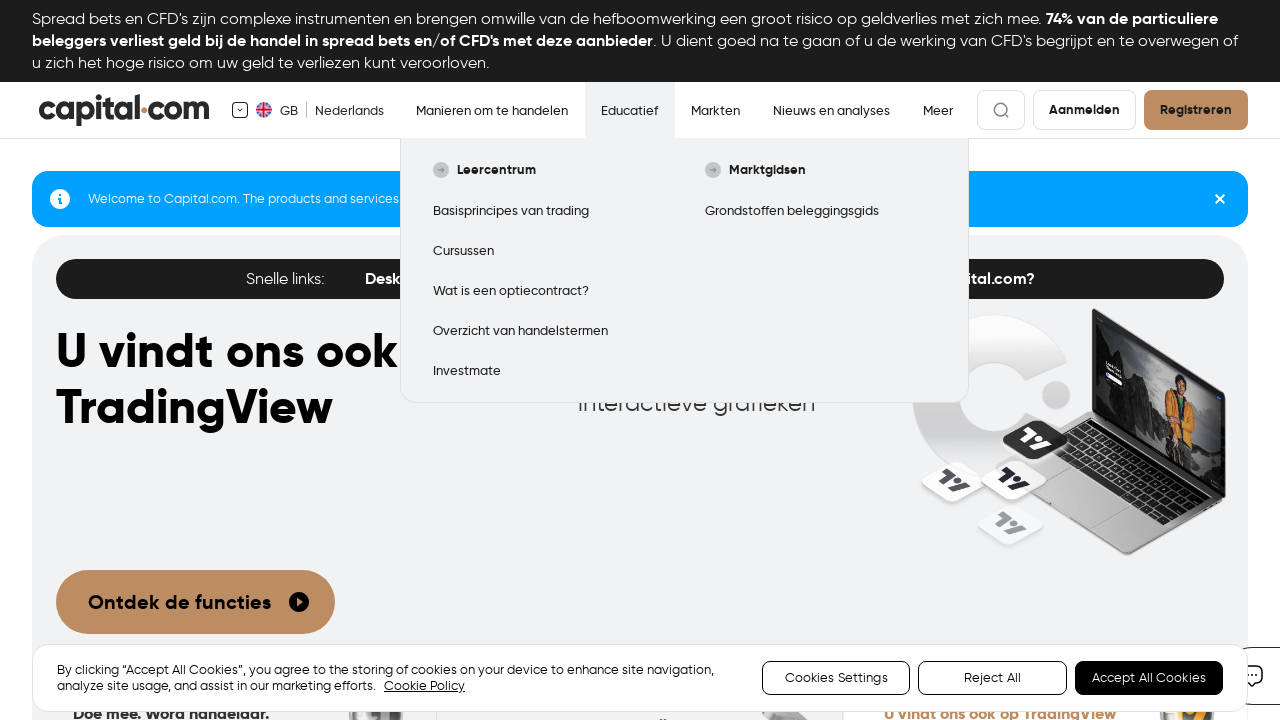 Spread bets en CFD's zijn complexe instrumenten en brengen omwille van de hefboomwerking een groot risico op geldverlies met zich mee. 74% van de particuliere
beleggers verliest geld bij de handel in spread bets en/of CFD's met deze aanbieder. U dient goed na te gaan of u de werking van CFD's begrijpt en te overwegen of
u zich het hoge risico om uw geld te verliezen kunt veroorloven.
capital.com GB Nederlands Manieren om te handelen Educatief Markten Nieuws en analyses Meer Aanmelden Registreren
Leercentrum Marktgidsen
Welcome to Capital.com. The products and services
Basisprincipes van trading Grondstoffen beleggingsgids
Cursussen
Snelle links: Desk ital.com?
Wat is een optiecontract?
Overzicht van handelstermen
Investmate
U vindt ons ook
TradingView
interactieve grafieken
Ontdek de functies
By clicking “Accept All Cookies”, you agree to the storing of cookies on your device to enhance site navigation,
analyze site usage, and assist in our marketing efforts. Cookie Policy
Cookies Settings Reject All Accept All Cookies
Doe mee. Word handelaar. U vindt ons ook op TradingView